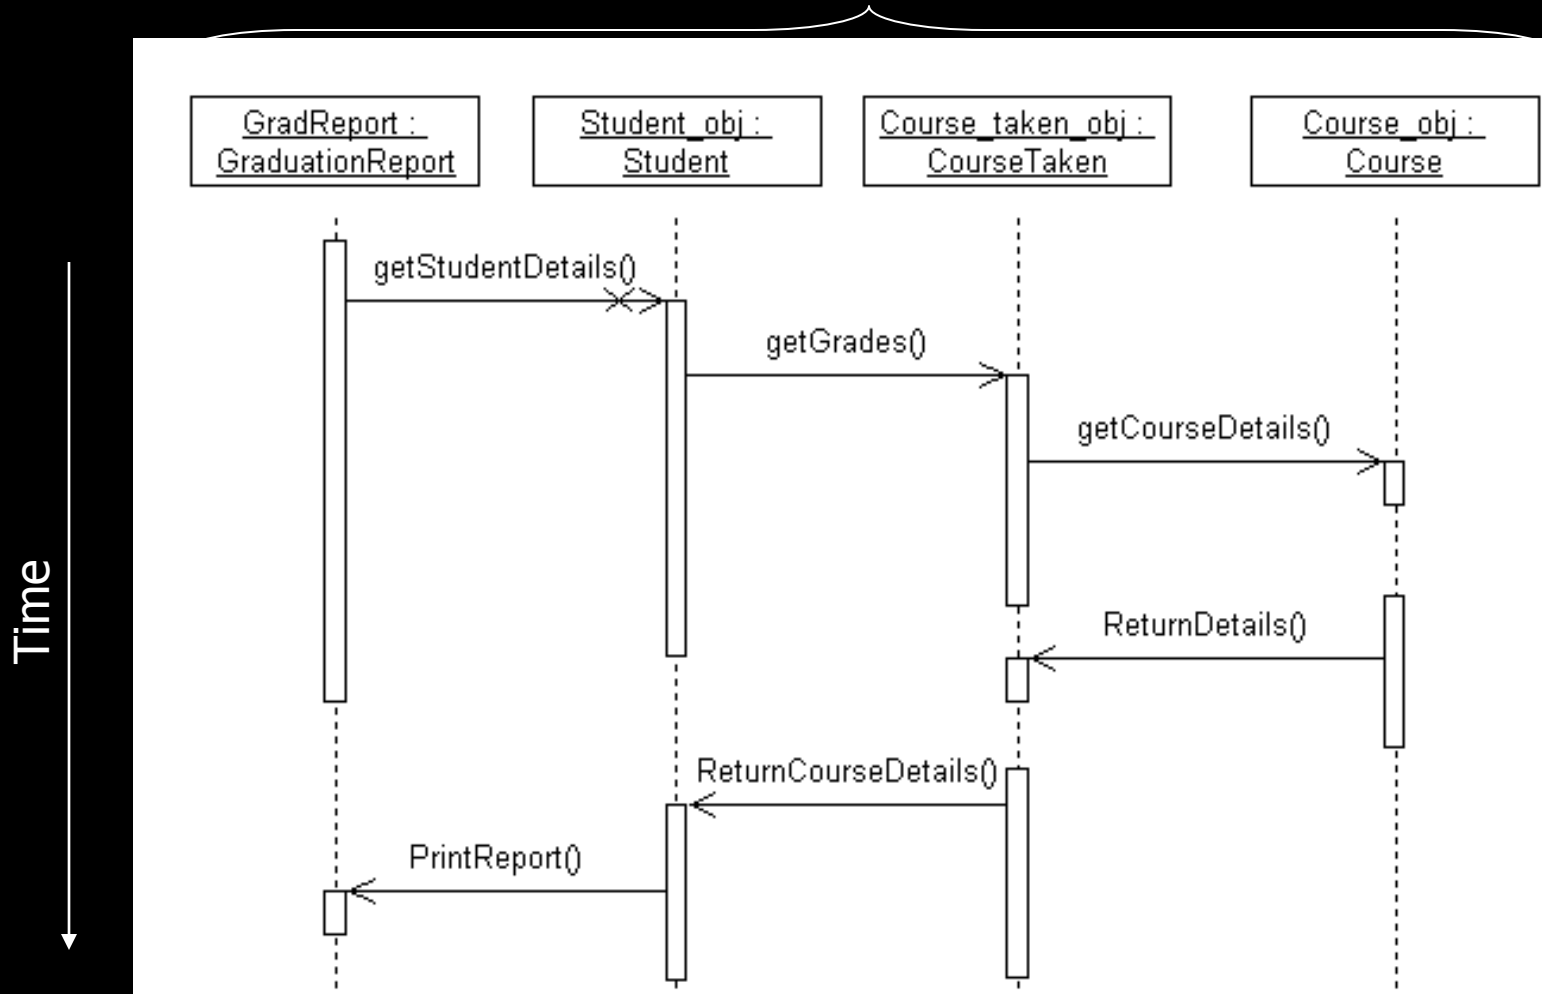 GradReport :
GraduationReport
Student_obj :
Student
Course_taken_obj :
CourseTaken
Course_obj :
Course
getStudentDetails()
getGrades()
getCourseDetails()
Time
ReturnDetails()
ReturnCourseDetails()
PrintReport()